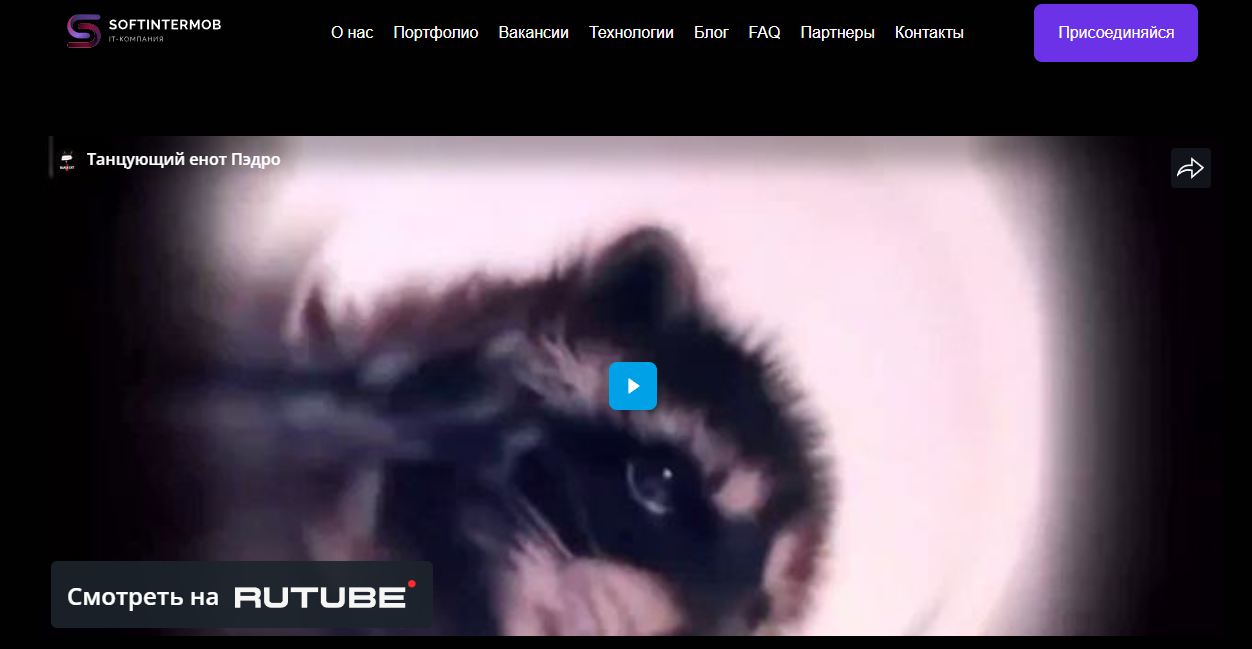 SOFTINTERMOB
IT-КОМПАНИЯ
О нас Портфолио Вакансии Технологии Блог FAQ Партнеры Контакты
Присоединяйся
Танцующий енот Пэдро
Смотреть на RUTUBE